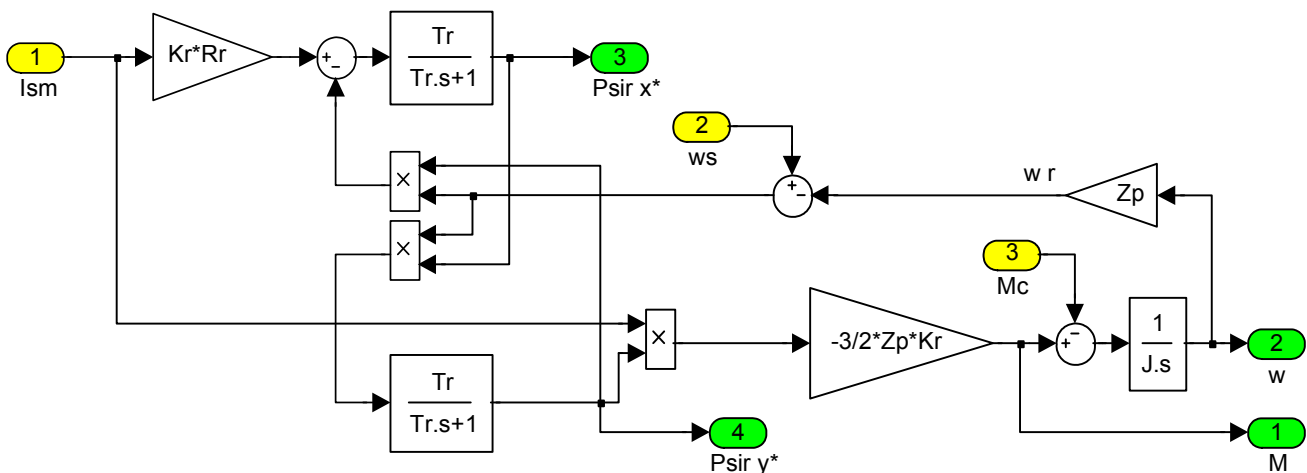 1
Ism
Kr*Rr
+
−
Tr
Tr.s+1
3
Psir x*
2
ws
+
−
w r
Zp
×
×
3
Mc
×
-3/2*Zp*Kr
−
+
1
J.s
2
w
Tr
Tr.s+1
4
Psir y*
1
M